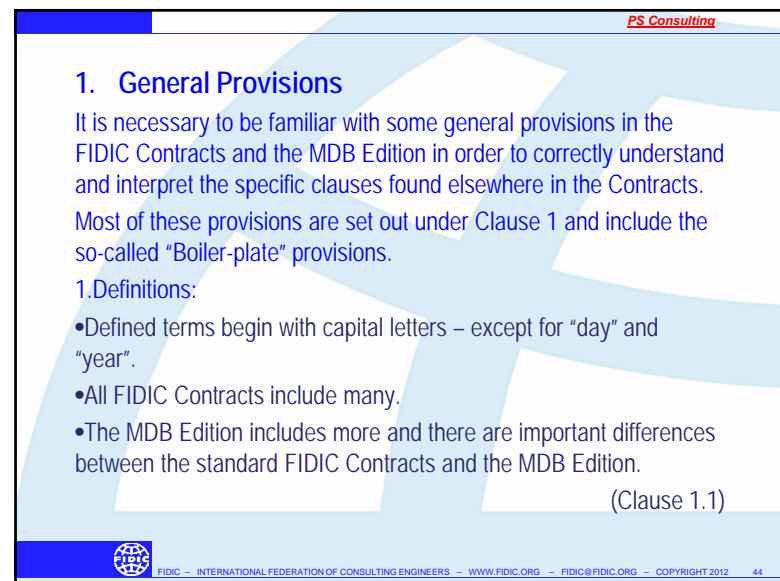 PS Consulting
1. General Provisions
It is necessary to be familiar with some general provisions in the
FIDIC Contracts and the MDB Edition in order to correctly understand
and interpret the specific clauses found elsewhere in the Contracts.
Most of these provisions are set out under Clause 1 and include the
so-called “Boiler-plate” provisions.
1.Definitions:
•Defined terms begin with capital letters – except for “day” and
“year”.
•All FIDIC Contracts include many.
•The MDB Edition includes more and there are important differences
between the standard FIDIC Contracts and the MDB Edition.
(Clause 1.1)
FIDIC
FIDIC – INTERNATIONAL FEDERATION OF CONSULTING ENGINEERS – WWW.FIDIC.ORG – FIDIC@FIDIC.ORG – COPYRIGHT 2012 44